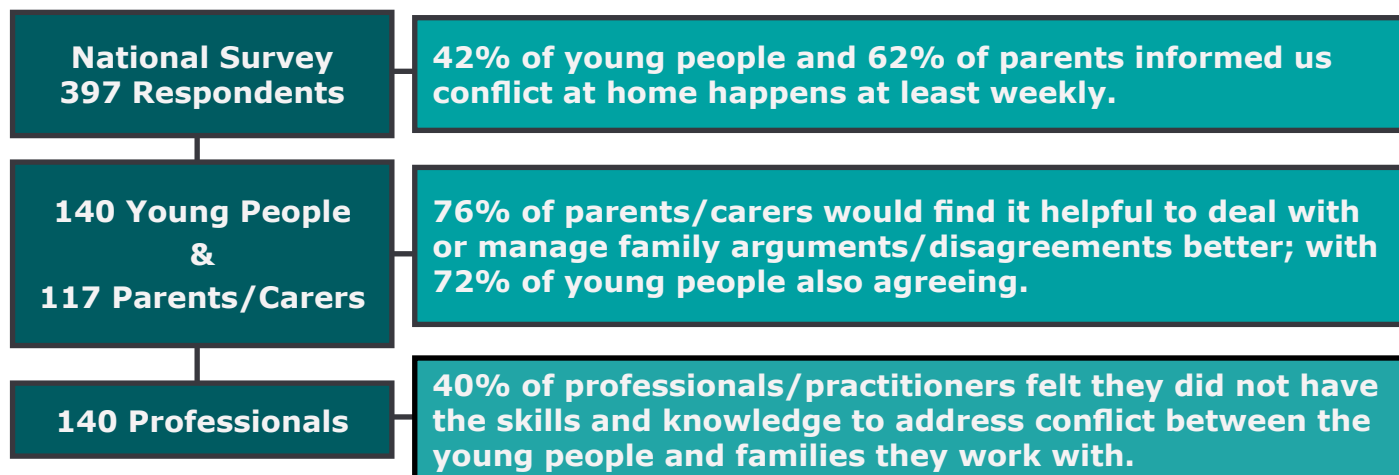 National Survey
397 Respondents
42% of young people and 62% of parents informed us
conflict at home happens at least weekly.
140 Young People
&
117 Parents/Carers
76% of parents/carers would find it helpful to deal with
or manage family arguments/disagreements better; with
72% of young people also agreeing.
140 Professionals
40% of professionals/practitioners felt they did not have
the skills and knowledge to address conflict between the
young people and families they work with.